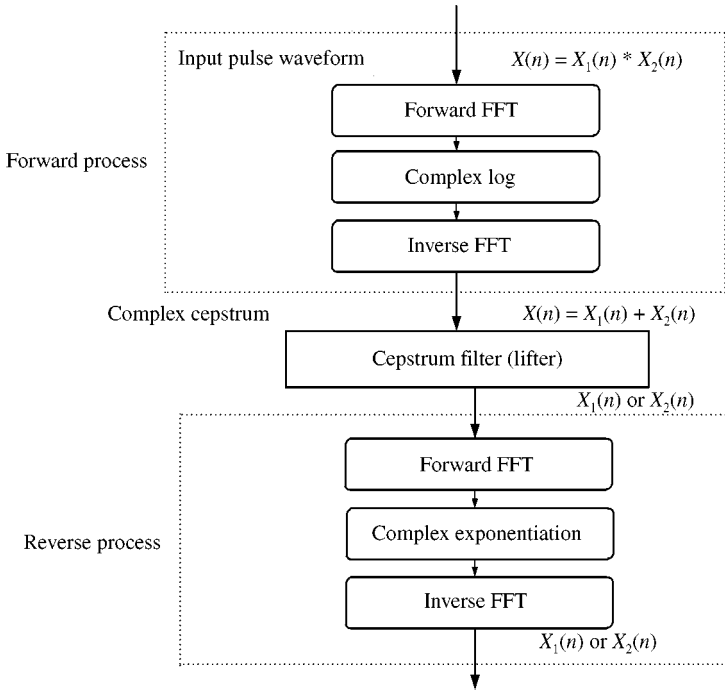 Input pulse waveform
X(n) = X₁(n) * X₂(n)
Forward FFT
Forward process
Complex log
Inverse FFT
Complex cepstrum
X(n) = X₁(n) + X₂(n)
Cepstrum filter (lifter)
X₁(n) or X₂(n)
Forward FFT
Reverse process
Complex exponentiation
Inverse FFT
X₁(n) or X₂(n)